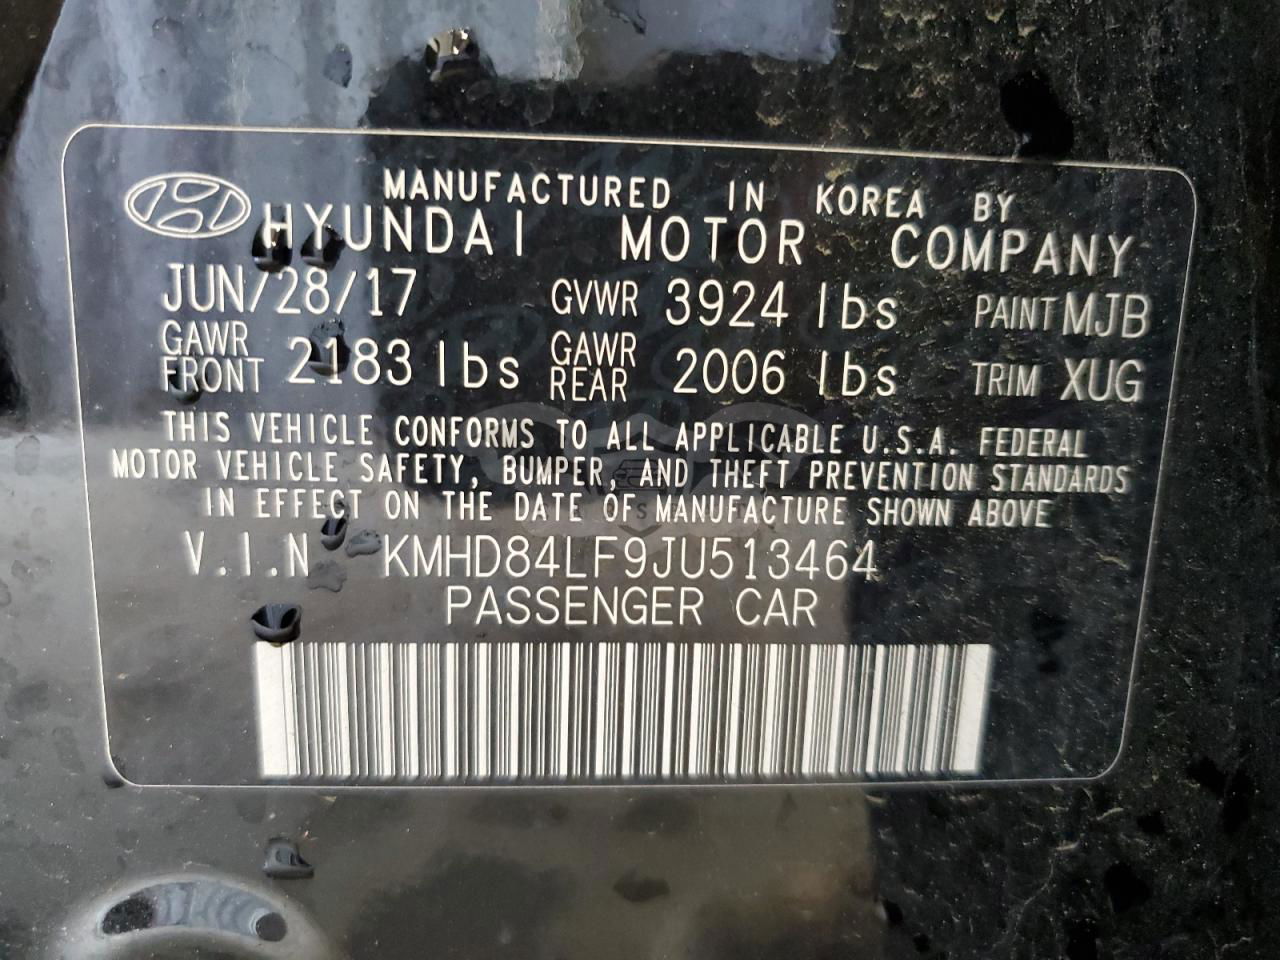 MANUFACTURED IN KOREA BY
HYUNDAI MOTOR COMPANY
JUN/28/17 GVWR 3924 lbs PAINT MJB
GAWR FRONT 2183 lbs GAWR REAR 2006 lbs TRIM XUG
THIS VEHICLE CONFORMS TO ALL APPLICABLE U.S.A. FEDERAL
MOTOR VEHICLE SAFETY, BUMPER, AND THEFT PREVENTION STANDARDS
IN EFFECT ON THE DATE OF MANUFACTURE SHOWN ABOVE
V.I.N KMHD84LF9JU513464
PASSENGER CAR